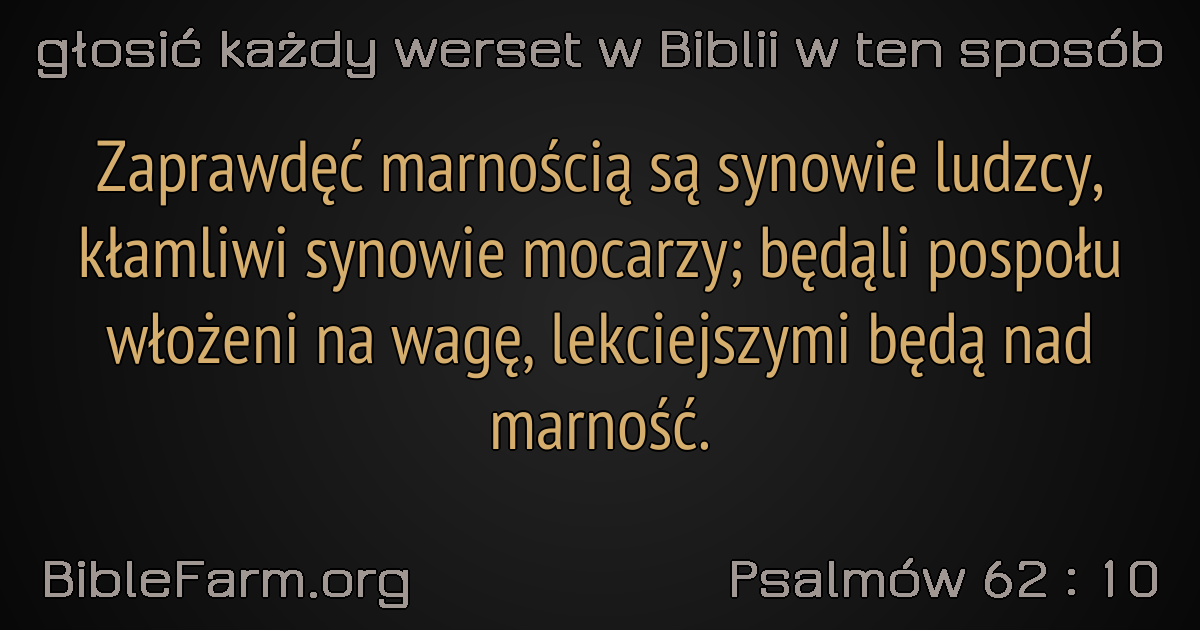 głosić każdy werset w Biblii w ten sposób
Zaprawdęć marnością są synowie ludzcy,
kłamliwi synowie mocarzy; będąli pospołu
włożeni na wagę, lekciejszymi będą nad
marność.
BibleFarm.org
Psalmów 62 : 10